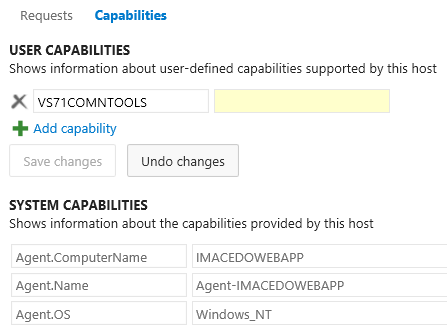 Requests Capabilities
USER CAPABILITIES
Shows information about user-defined capabilities supported by this host
VS71COMNTOOLS
Add capability
Save changes Undo changes
SYSTEM CAPABILITIES
Shows information about the capabilities provided by this host
Agent.ComputerName IMACEDOWEBAPP
Agent.Name Agent-IMACEDOWEBAPP
Agent.OS Windows_NT